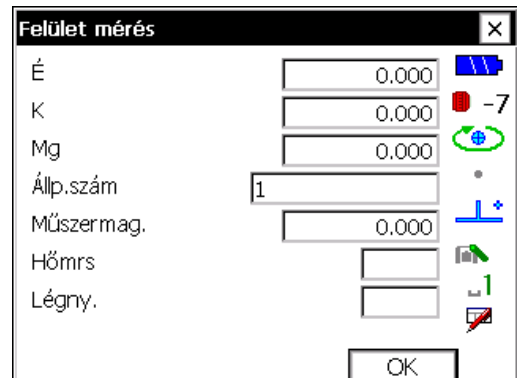 Felület mérés
É 0.000
K 0.000 -7
Mg 0.000
Állp.szám 1
Műszermag. 0.000
Hőmrs
Légny. 1
OK